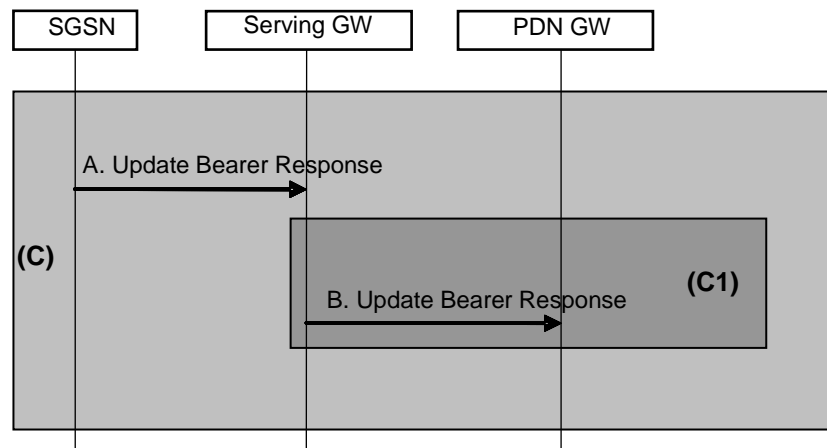 SGSN
Serving GW
PDN GW
A. Update Bearer Response
(C)
(C1)
B. Update Bearer Response